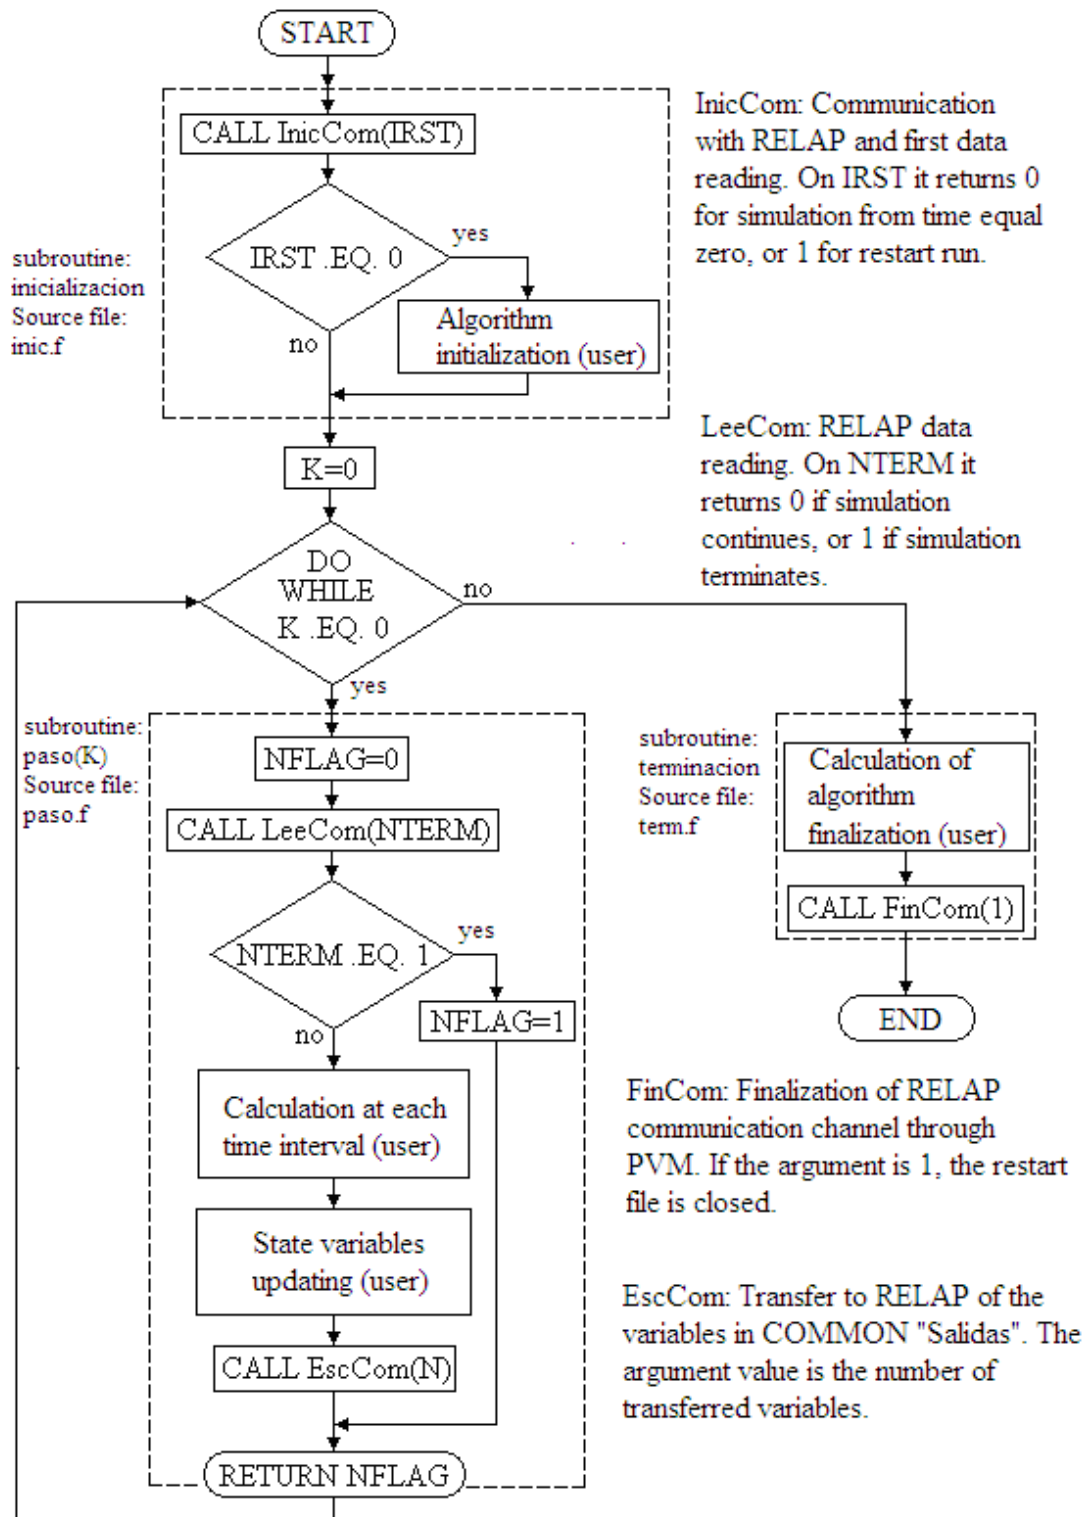 START
CALL InicCom(IRST)
IRST .EQ. 0
yes
no
Algorithm
initialization (user)
subroutine:
inicializacion
Source file:
inic.f
InicCom: Communication
with RELAP and first data
reading. On IRST it returns 0
for simulation from time equal
zero, or 1 for restart run.
K=0
LeeCom: RELAP data
reading. On NTERM it
returns 0 if simulation
continues, or 1 if simulation
terminates.
DO
WHILE
K .EQ. 0
no
yes
subroutine:
paso(K)
Source file:
paso.f
NFLAG=0
CALL LeeCom(NTERM)
NTERM .EQ. 1
yes
no
NFLAG=1
Calculation at each
time interval (user)
State variables
updating (user)
CALL EscCom(N)
RETURN NFLAG
subroutine:
terminacion
Source file:
term.f
Calculation of
algorithm
finalization (user)
CALL FinCom(1)
END
FinCom: Finalization of RELAP
communication channel through
PVM. If the argument is 1, the restart
file is closed.
EscCom: Transfer to RELAP of the
variables in COMMON "Salidas". The
argument value is the number of
transferred variables.